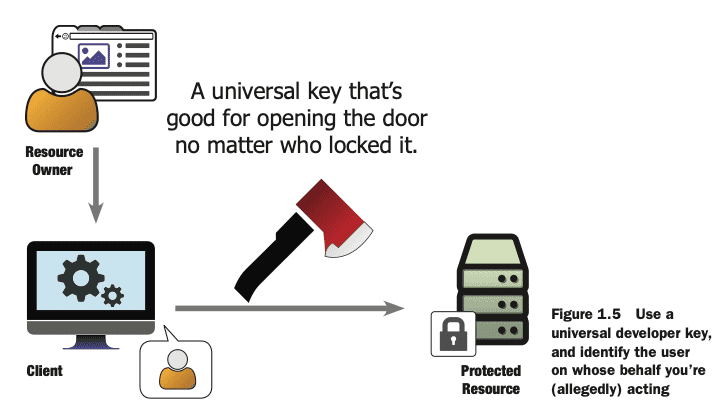 A universal key that's
good for opening the door
no matter who locked it.
Resource
Owner
Client
Protected
Resource
Figure 1.5 Use a
universal developer key,
and identify the user
on whose behalf you're
(allegedly) acting